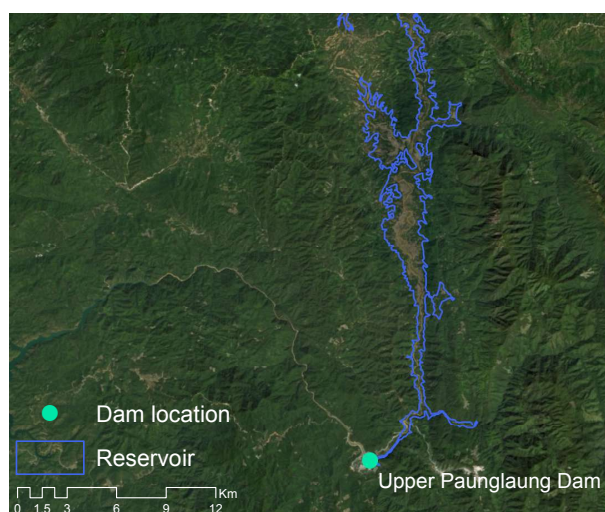 Dam location
Reservoir
Upper Paunglaung Dam
Km
0 1.5 3 6 9 12